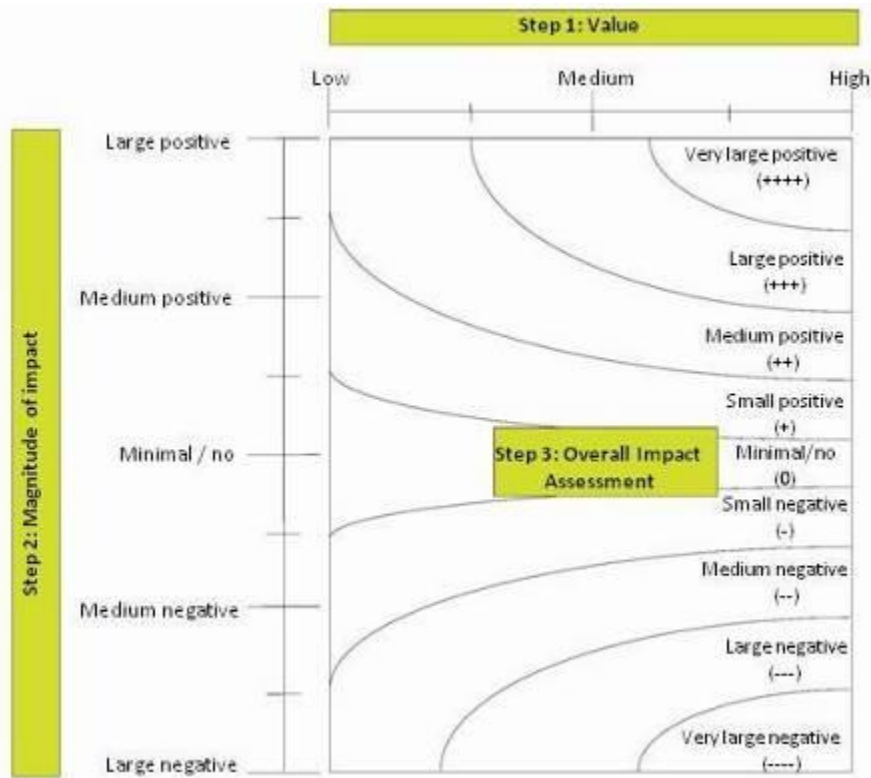 Step 1: Value
Low
Medium
High
Step 2: Magnitude of impact
Large positive
Medium positive
Minimal / no
Medium negative
Large negative
Very large positive
(++++)
Large positive
(+++)
Medium positive
(++)
Small positive
(+)
Step 3: Overall Impact
Assessment
Minimal/no
(0)
Small negative
(-)
Medium negative
(--)
Large negative
(---)
Very large negative
(----)